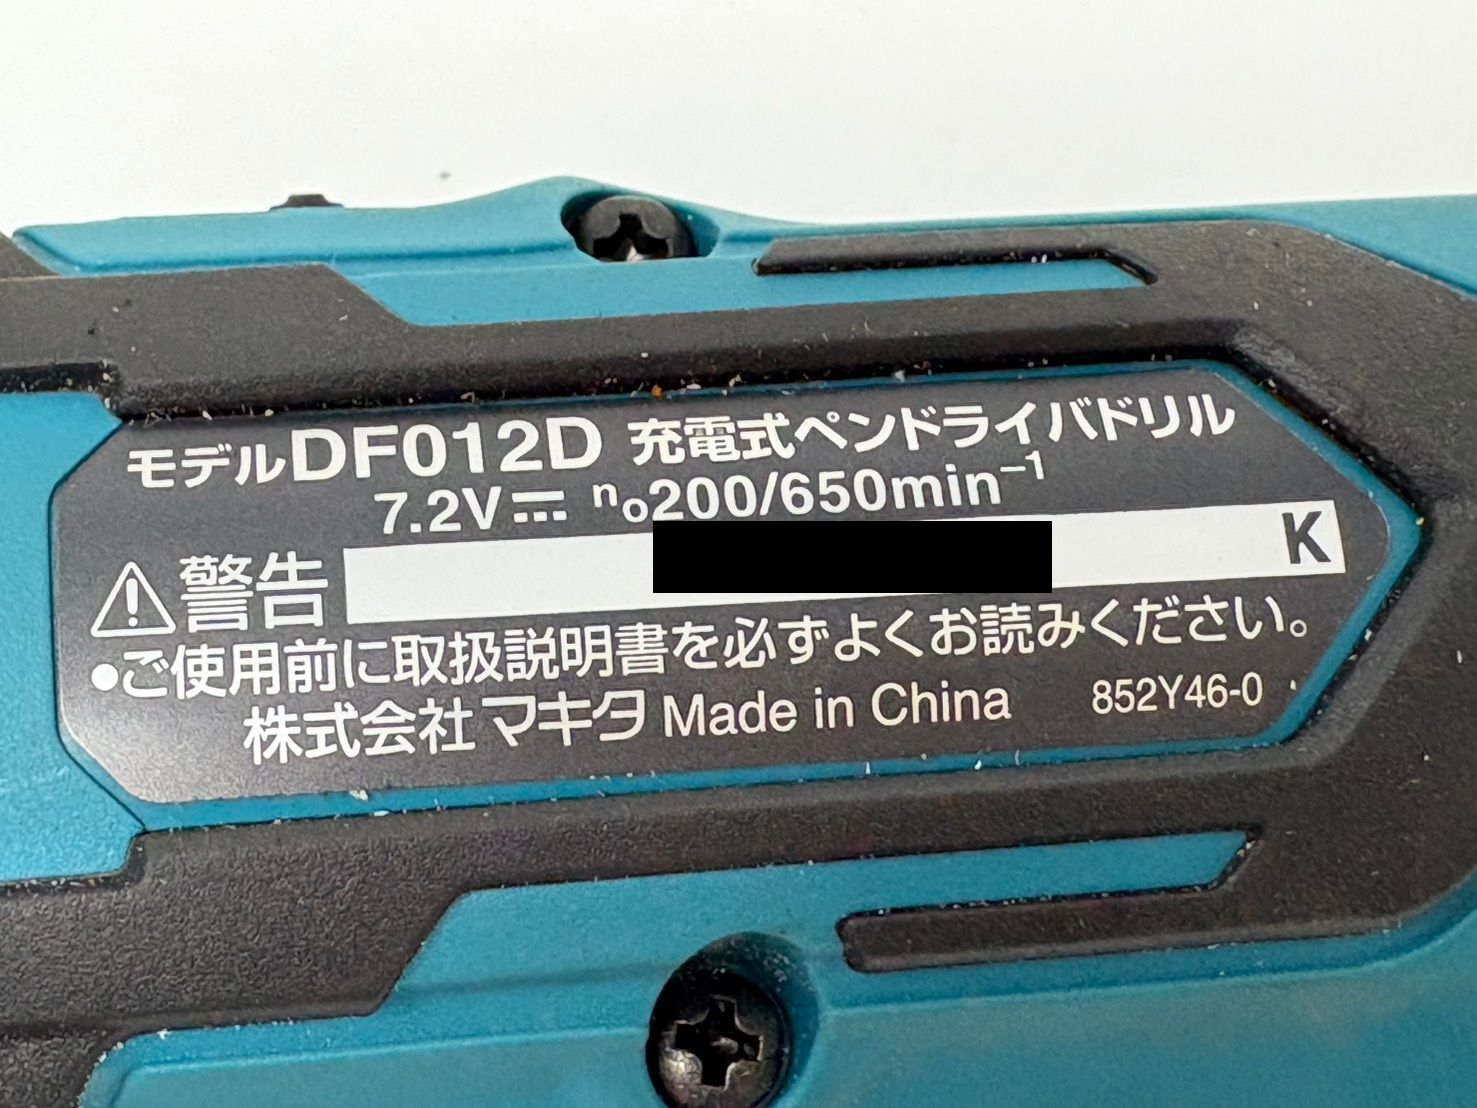 モデルDF012D 充電式ペンドライバドリル
7.2V⎓ no200/650min⁻¹
⚠警告
K
●ご使用前に取扱説明書を必ずよくお読みください。
株式会社マキタ Made in China 852Y46-0